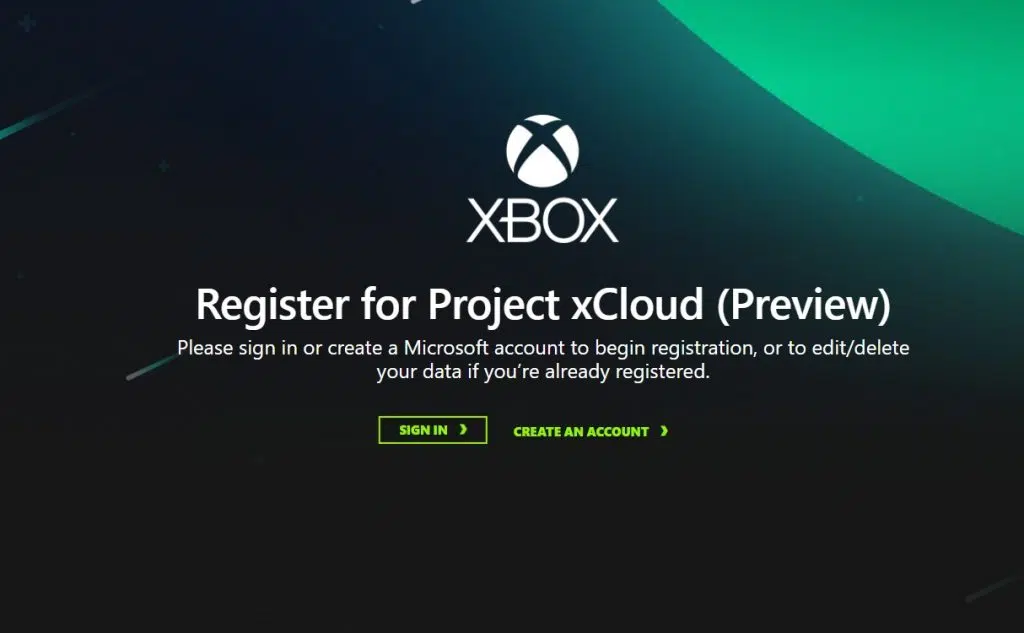 XBOX
Register for Project xCloud (Preview)
Please sign in or create a Microsoft account to begin registration, or to edit/delete
your data if you’re already registered.
SIGN IN ❯ CREATE AN ACCOUNT ❯